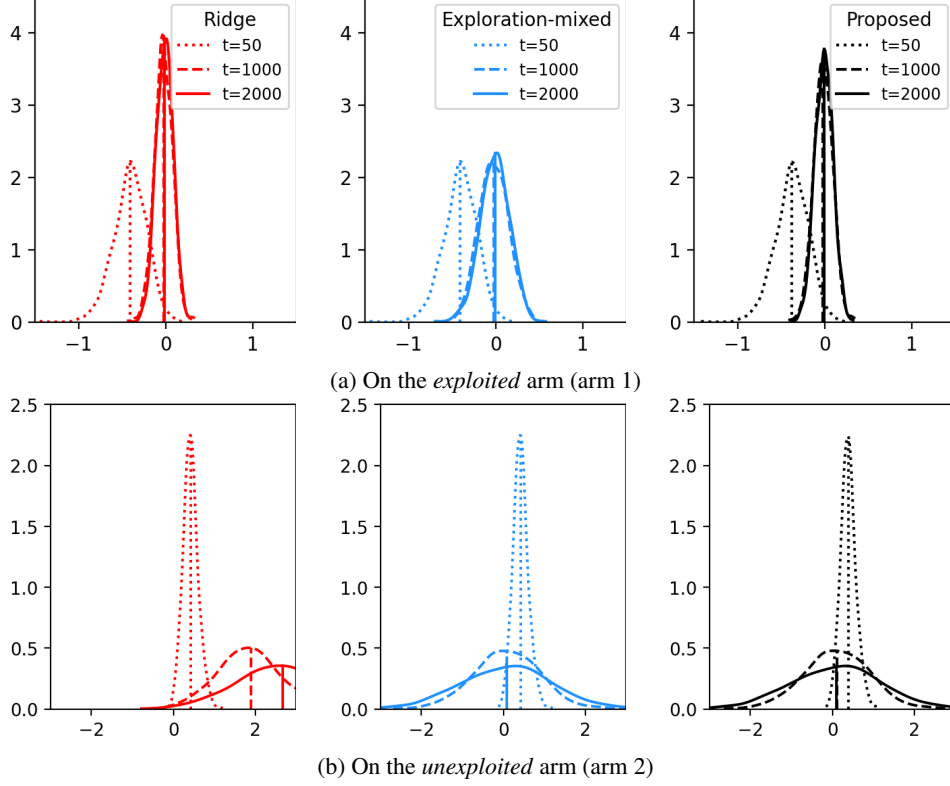 Ridge
t=50
t=1000
t=2000
4
3
2
1
0
−1 0 1
Exploration-mixed
t=50
t=1000
t=2000
4
3
2
1
0
−1 0 1
Proposed
t=50
t=1000
t=2000
4
3
2
1
0
−1 0 1
(a) On the exploited arm (arm 1)
2.5
2.0
1.5
1.0
0.5
0.0
−2 0 2
2.5
2.0
1.5
1.0
0.5
0.0
−2 0 2
2.5
2.0
1.5
1.0
0.5
0.0
−2 0 2
(b) On the unexploited arm (arm 2)